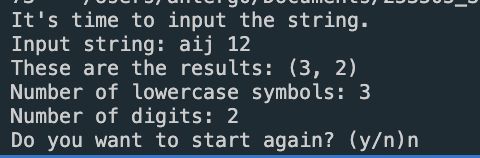 It's time to input the string.
Input string: aij 12
These are the results: (3, 2)
Number of lowercase symbols: 3
Number of digits: 2
Do you want to start again? (y/n)n